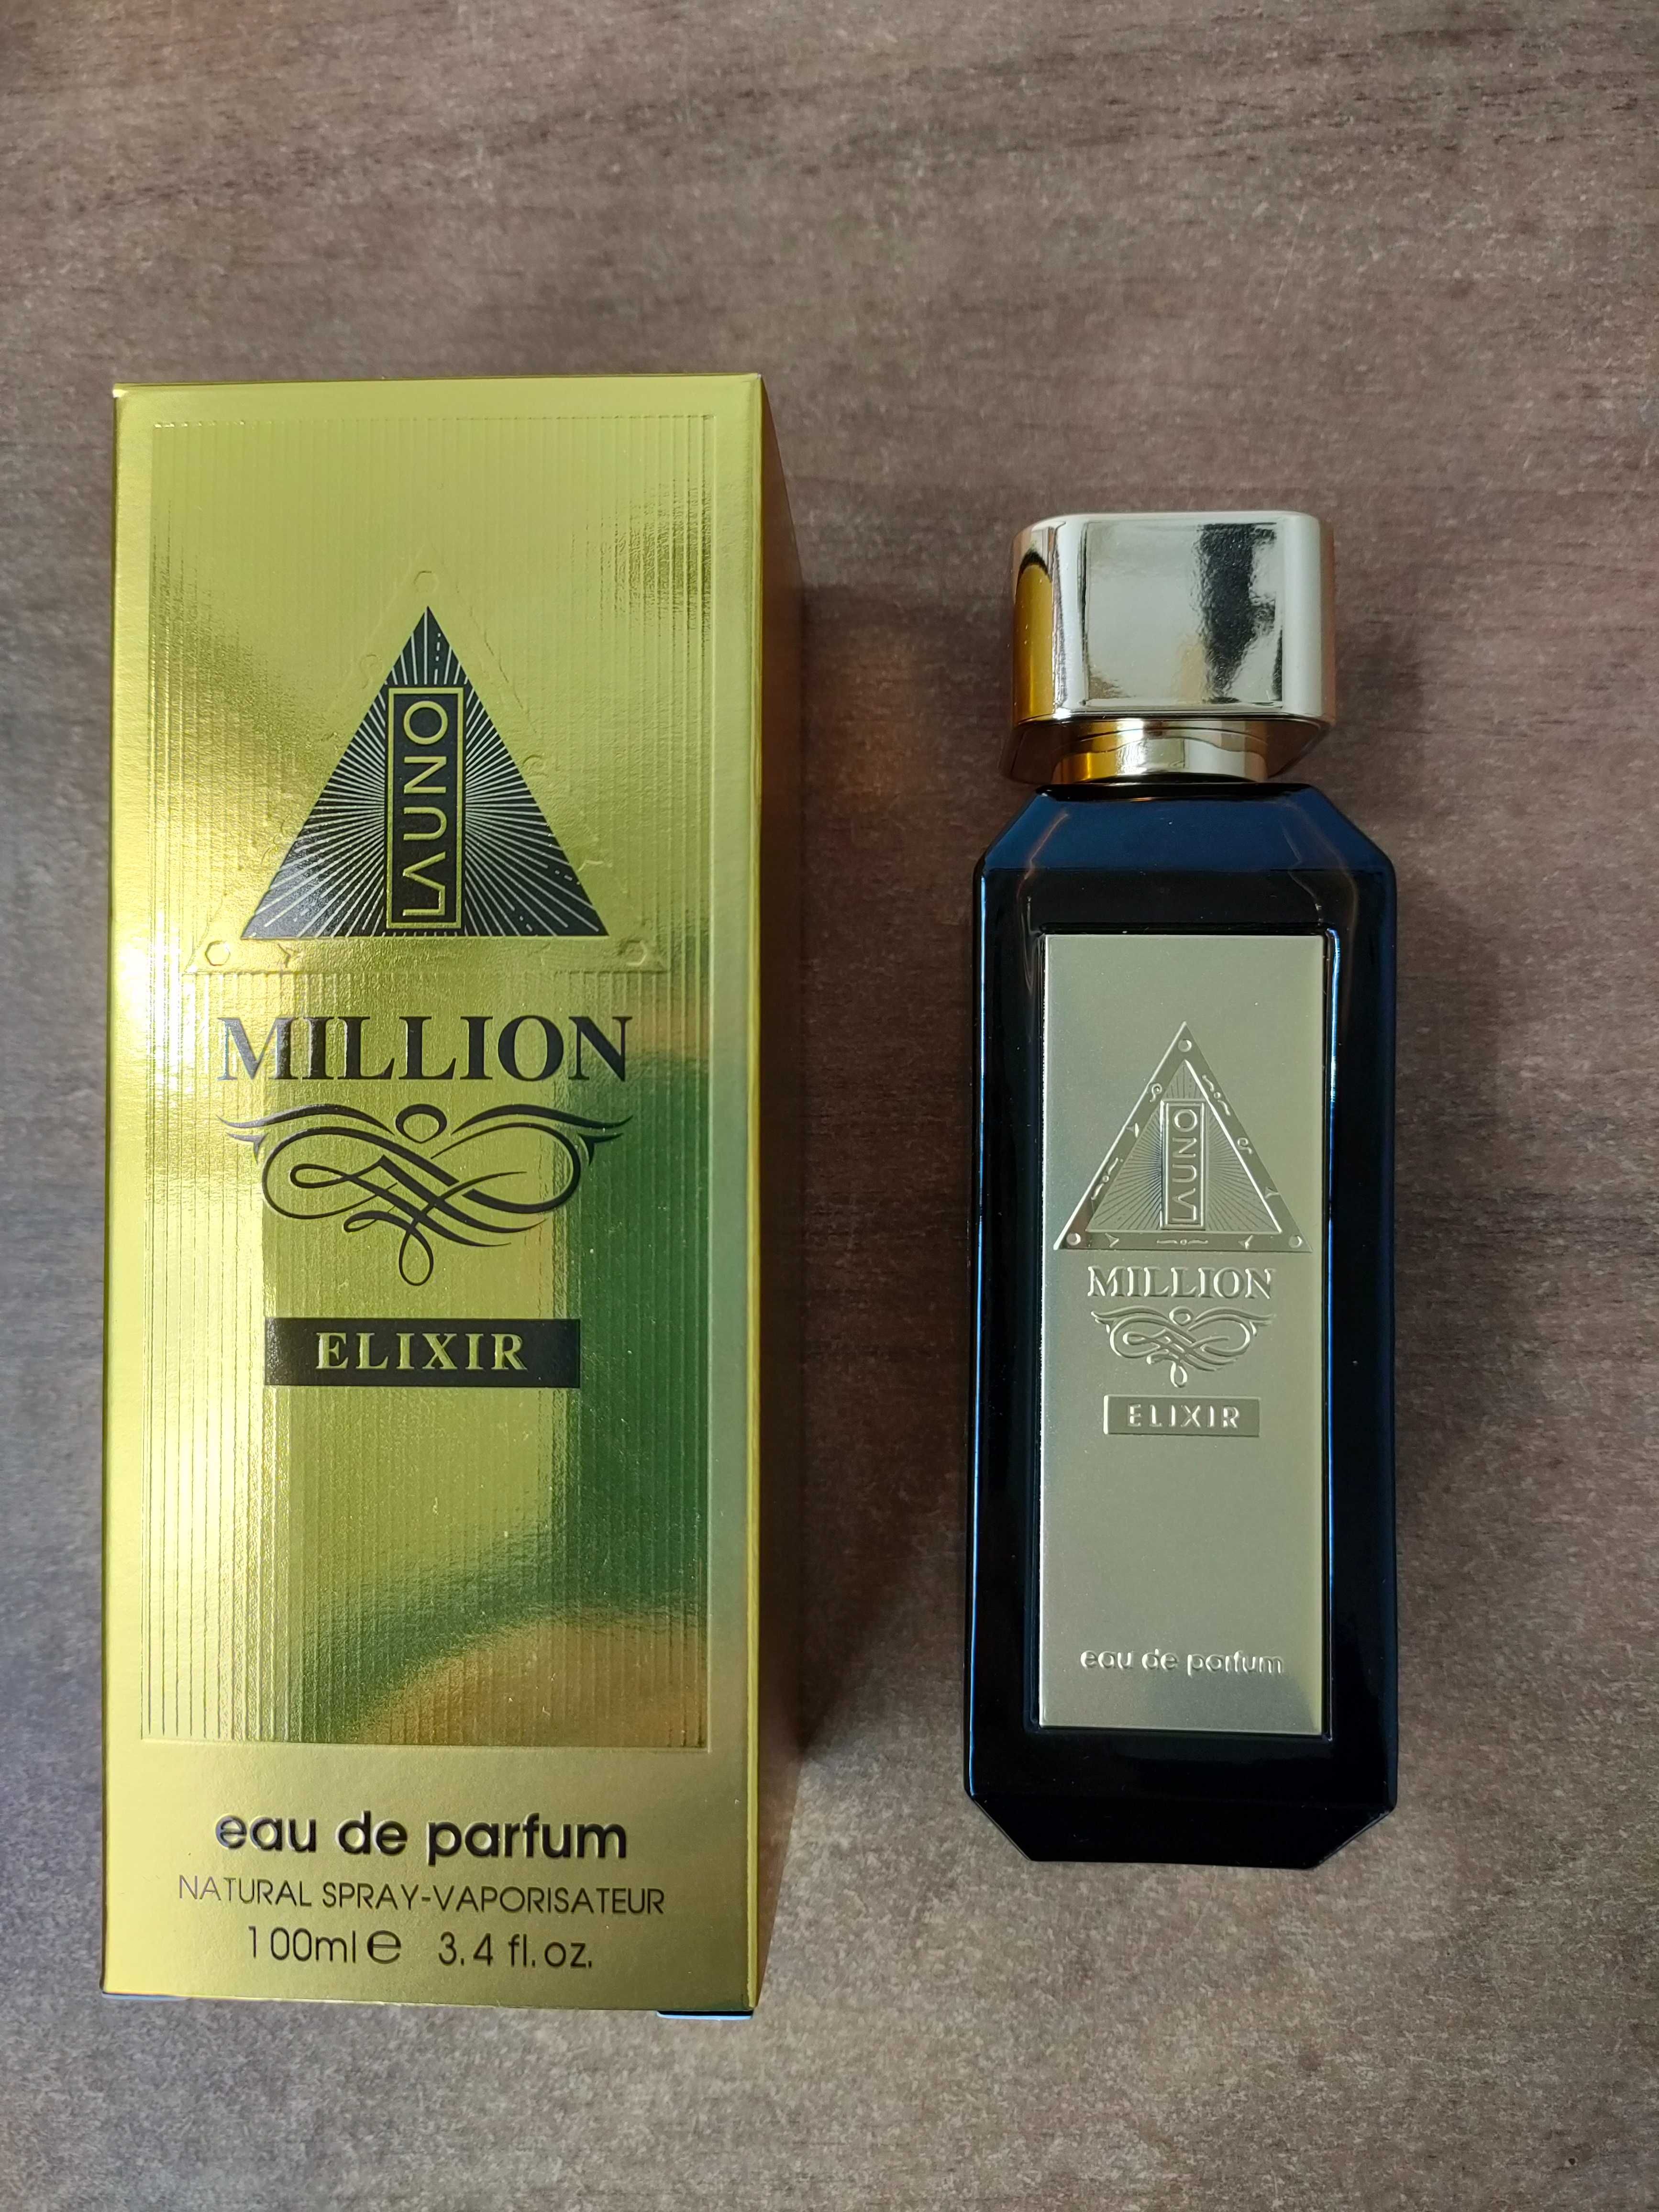 LAUNO
MILLION
ELIXIR
eau de parfum
NATURAL SPRAY-VAPORISATEUR
100ml e 3.4 fl.oz.
LAUNO
MILLION
ELIXIR
eau de parfum